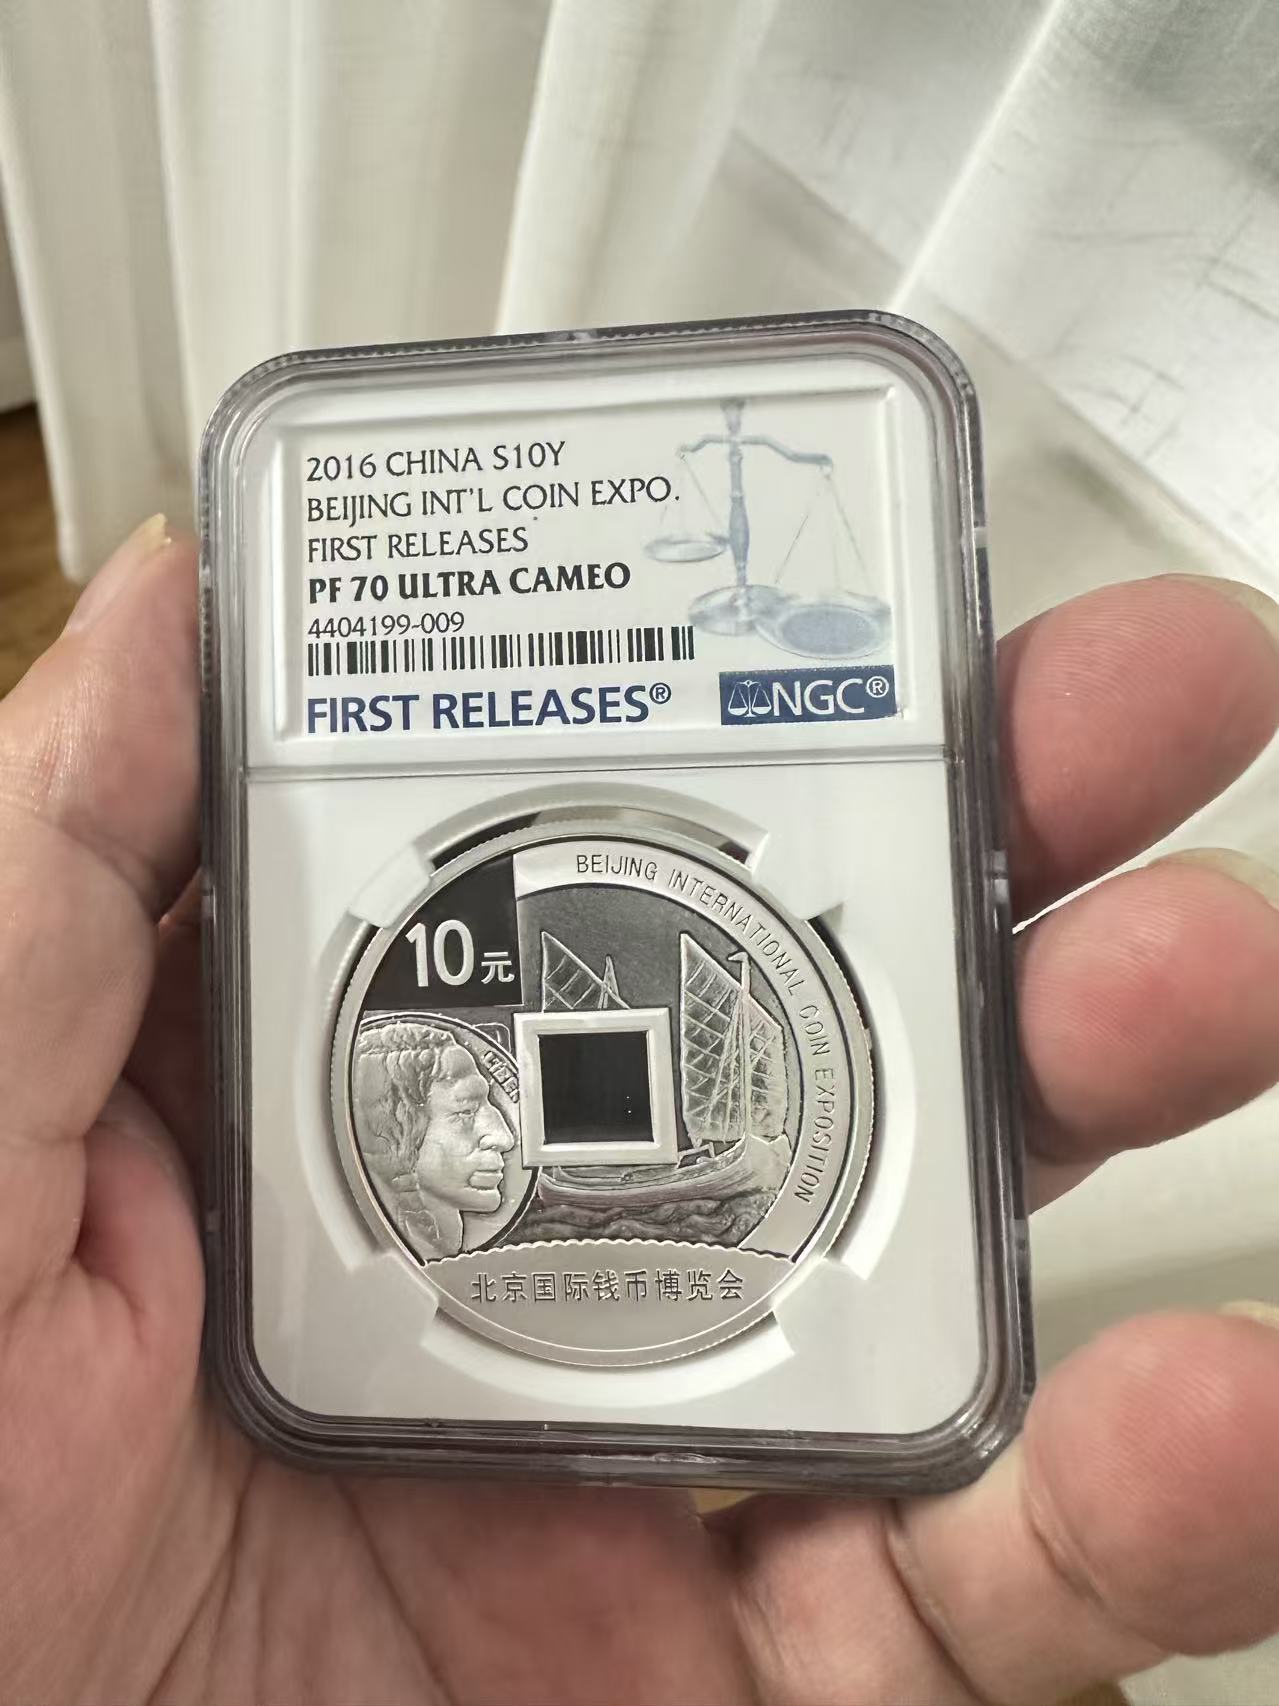 2016 CHINA S10Y
BEIJING INT'L COIN EXPO.
FIRST RELEASES
PF 70 ULTRA CAMEO
4404199-009
FIRST RELEASES®
NGC®
BEIJING INTERNATIONAL COIN EXPOSITION
10元
北京国际钱币博览会